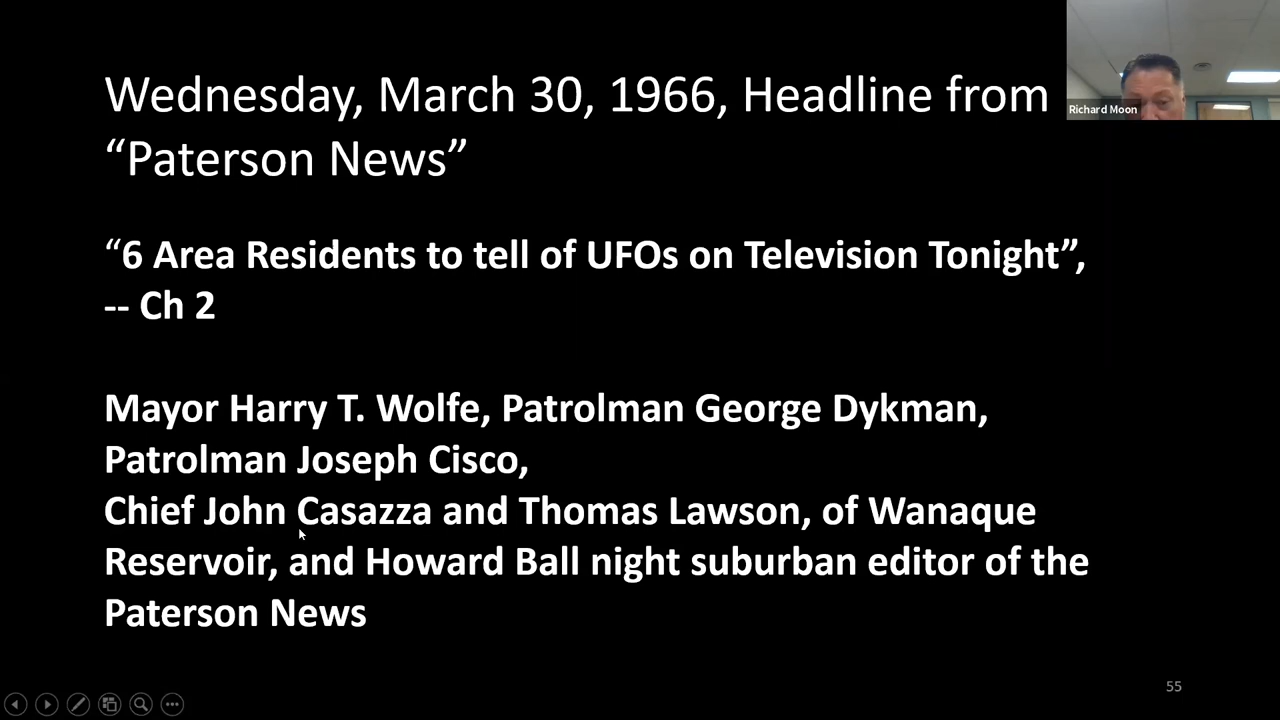 Wednesday, March 30, 1966, Headline from
“Paterson News”
Richard Moon
“6 Area Residents to tell of UFOs on Television Tonight”,
-- Ch 2
Mayor Harry T. Wolfe, Patrolman George Dykman,
Patrolman Joseph Cisco,
Chief John Casazza and Thomas Lawson, of Wanaque
Reservoir, and Howard Ball night suburban editor of the
Paterson News
55